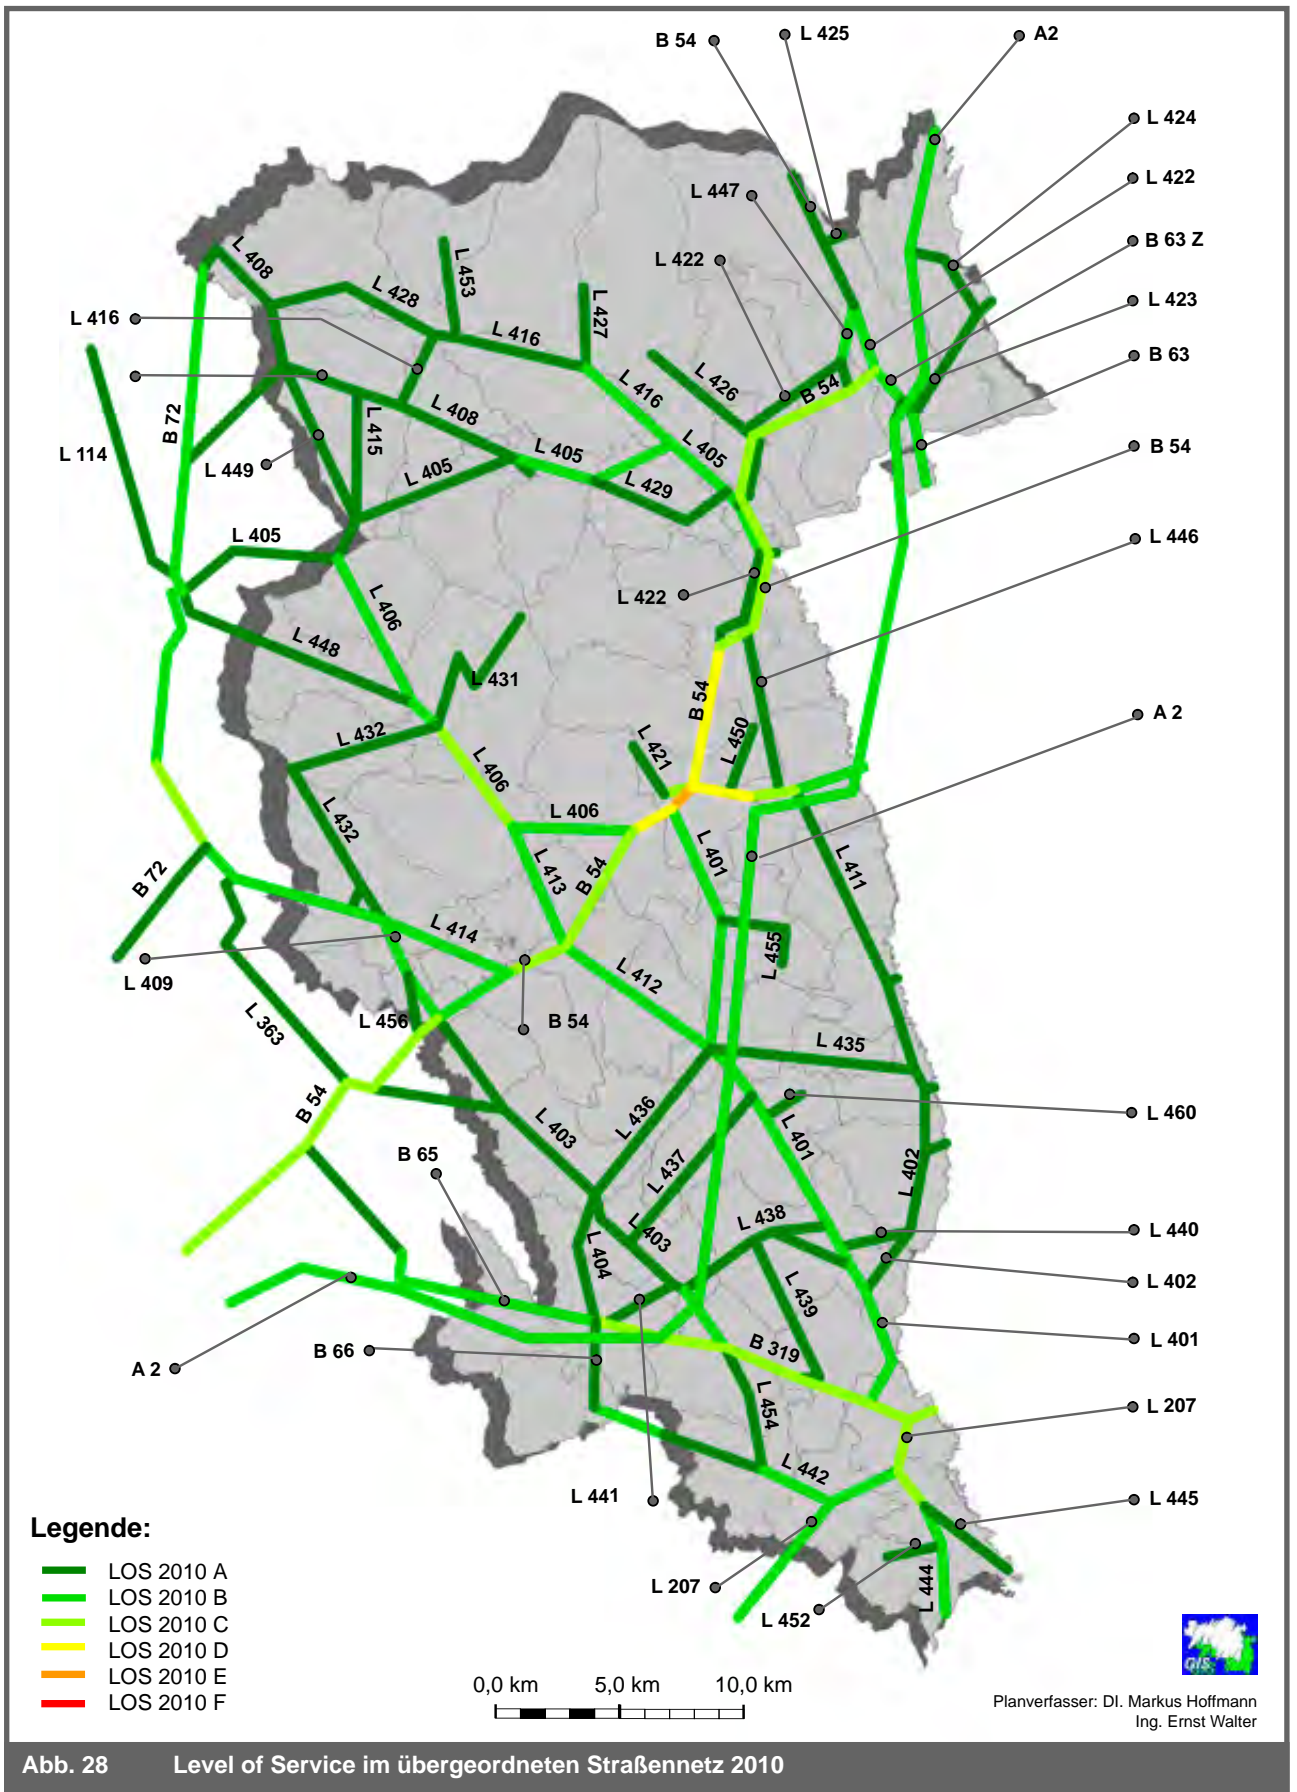 B 54
L 425
A2
L 424
L 447
L 422
L 422
B 63 Z
L 408
L 453
L 428
L 427
L 416
L 416
L 423
B 63
L 426
B 54
L 416
B 72
L 408
L 415
L 114
L 449
L 405
L 405
L 405
L 429
B 54
L 405
L 446
L 406
L 422
L 448
L 431
B 54
A 2
L 432
L 450
L 421
L 406
L 432
L 406
L 401
L 411
B 72
L 413
B 54
L 414
L 455
L 409
L 412
L 363
L 456
B 54
L 435
B 54
L 436
L 403
L 460
L 401
B 65
L 437
L 402
L 403
L 438
L 440
L 404
L 402
L 439
A 2
B 66
B 319
L 401
L 454
L 207
L 442
L 441
L 445
L 207
L 452
L 444
Legende:
LOS 2010 A
LOS 2010 B
LOS 2010 C
LOS 2010 D
LOS 2010 E
LOS 2010 F
0,0 km
5,0 km
10,0 km
GIS
Planverfasser: DI. Markus Hoffmann
Ing. Ernst Walter
Abb. 28 Level of Service im übergeordneten Straßennetz 2010